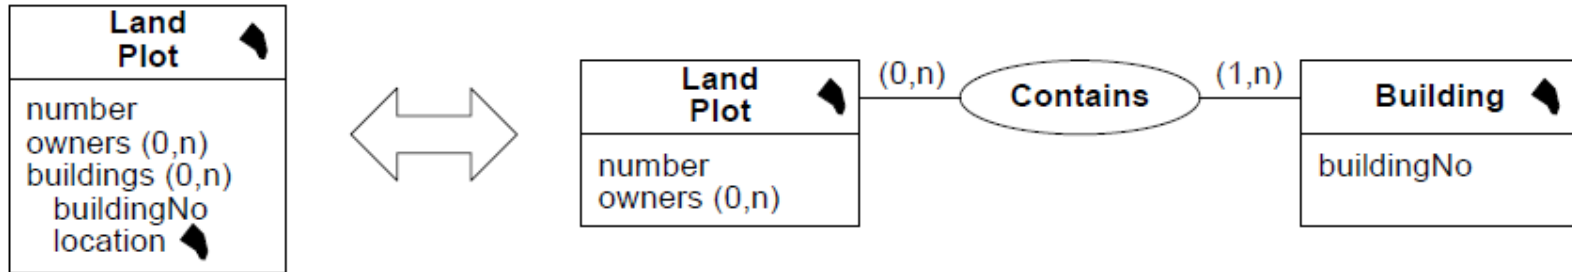 Land
Plot
number
owners (0,n)
buildings (0,n)
buildingNo
location
Land
Plot
number
owners (0,n)
(0,n)
Contains
(1,n)
Building
buildingNo